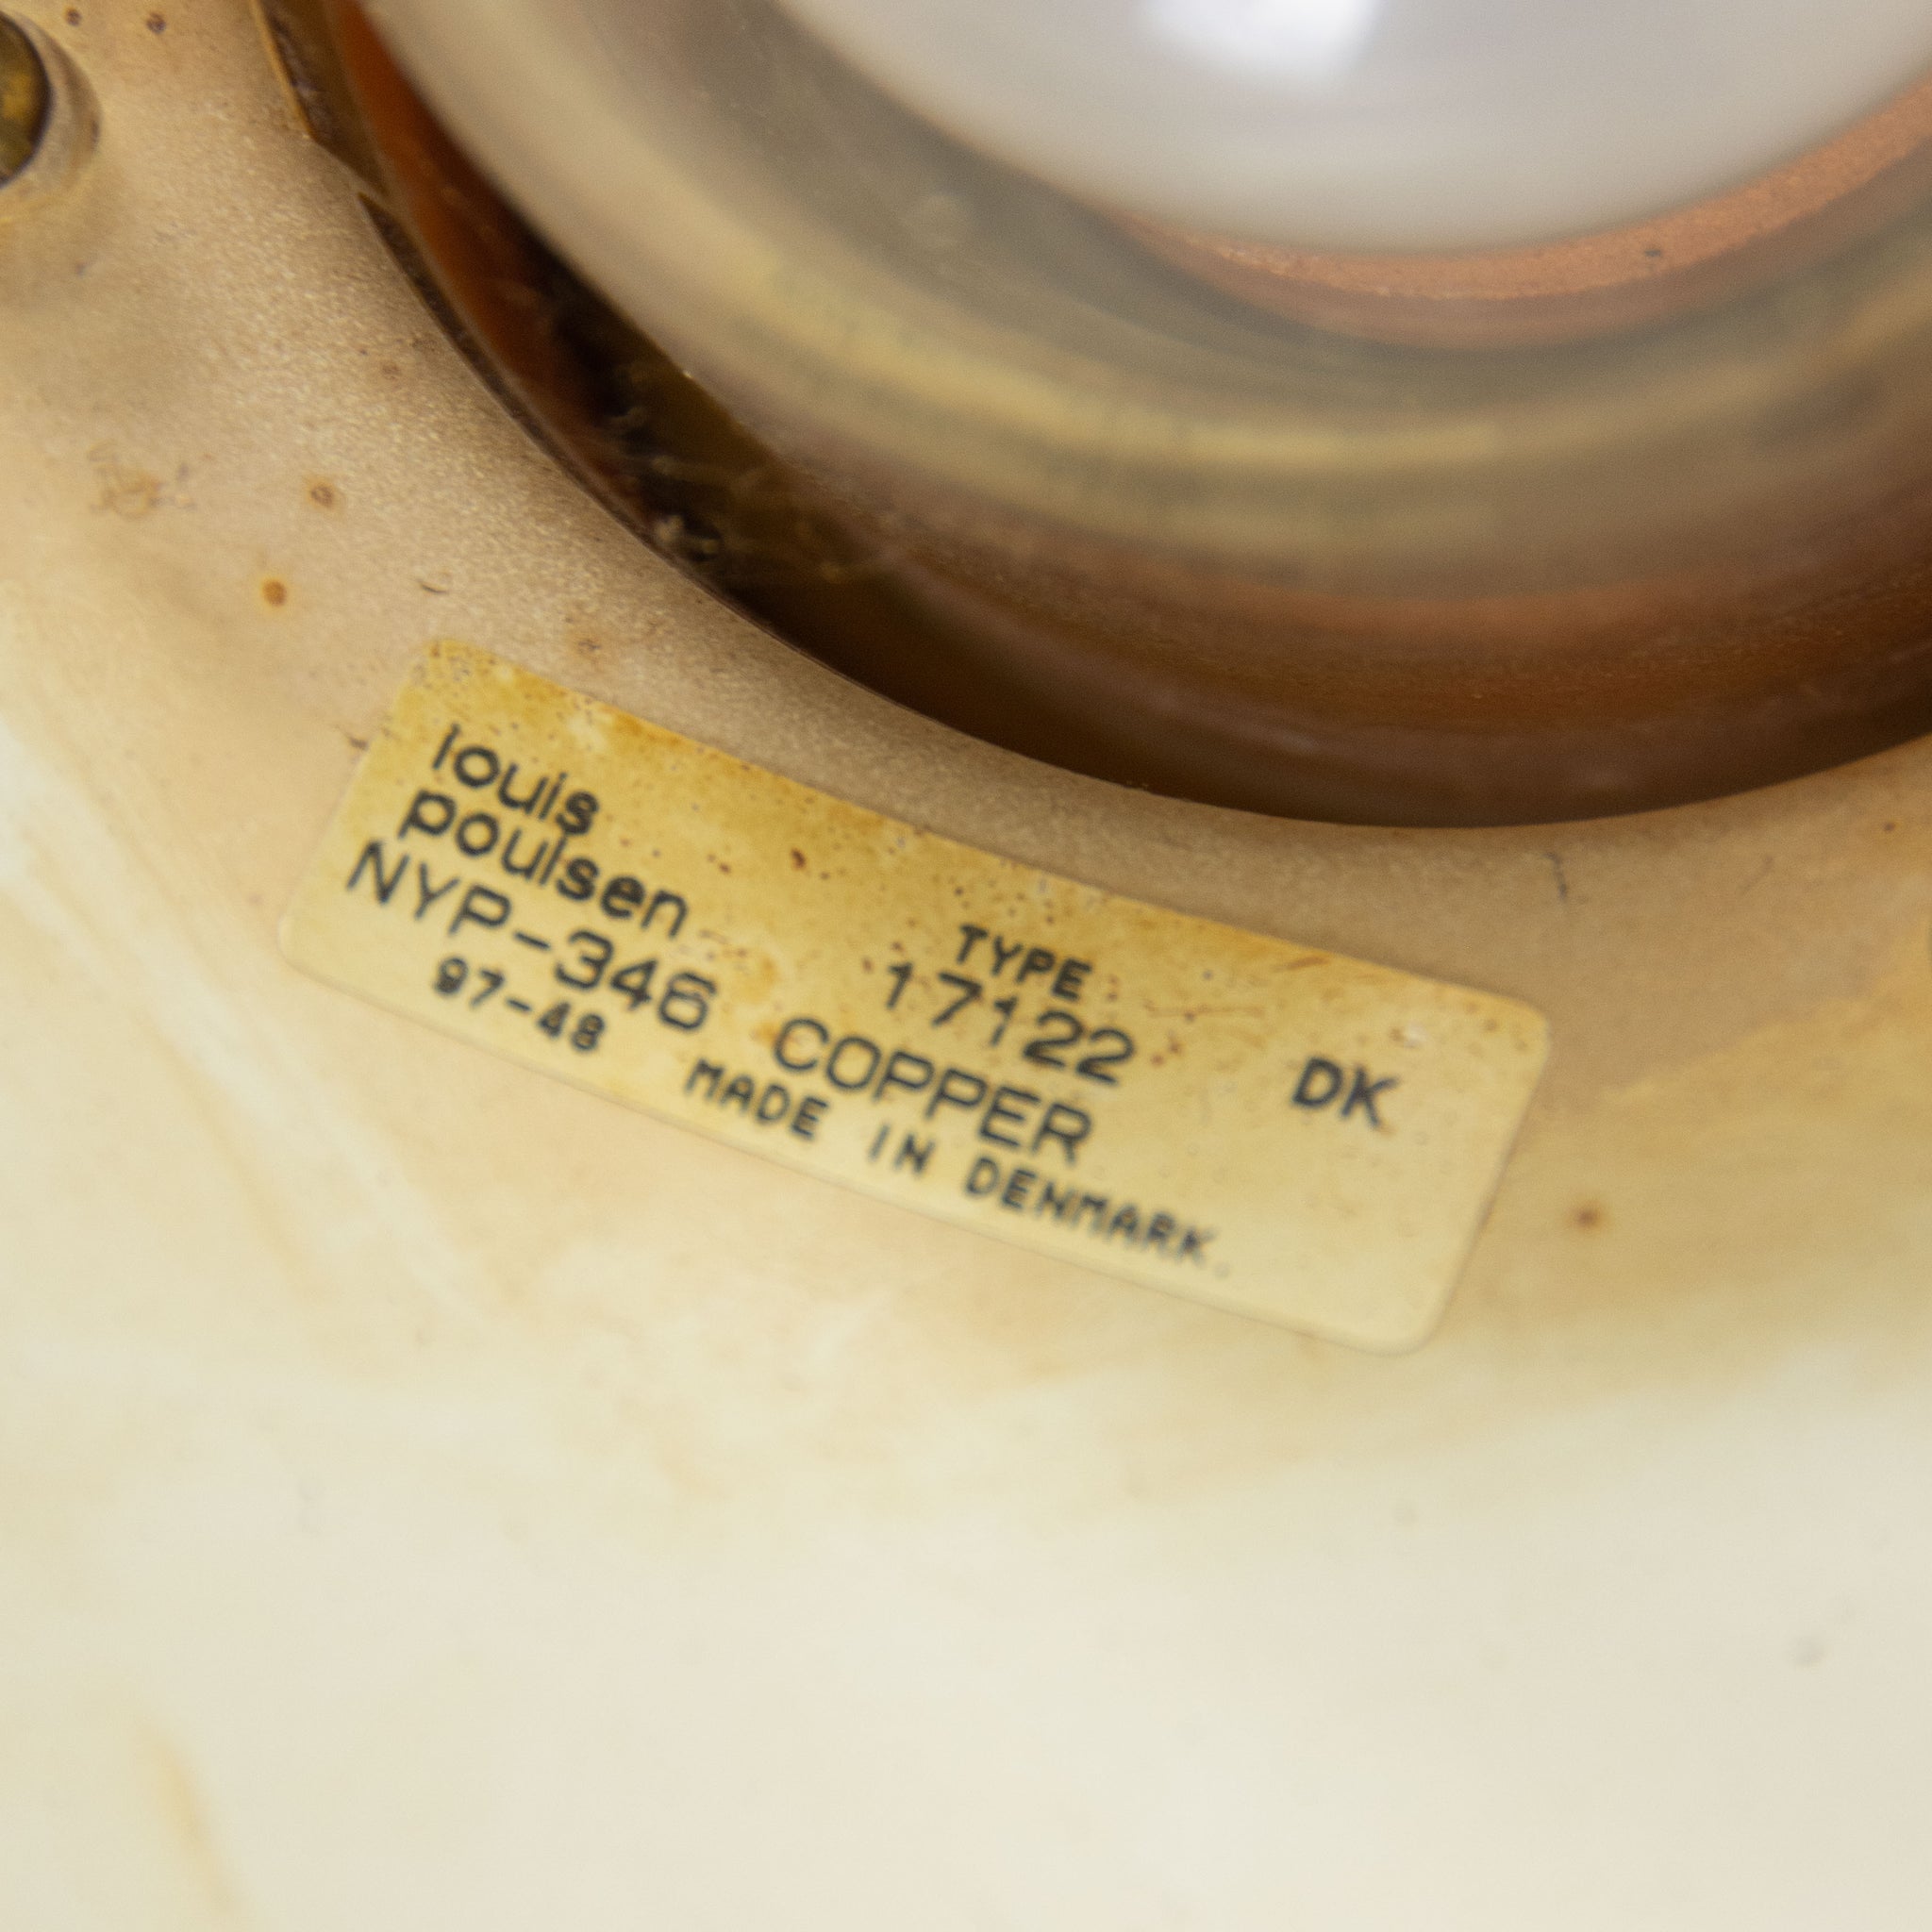 louis
poulsen
TYPE
17122
DK
NYP-346 COPPER
97-48 MADE IN DENMARK.